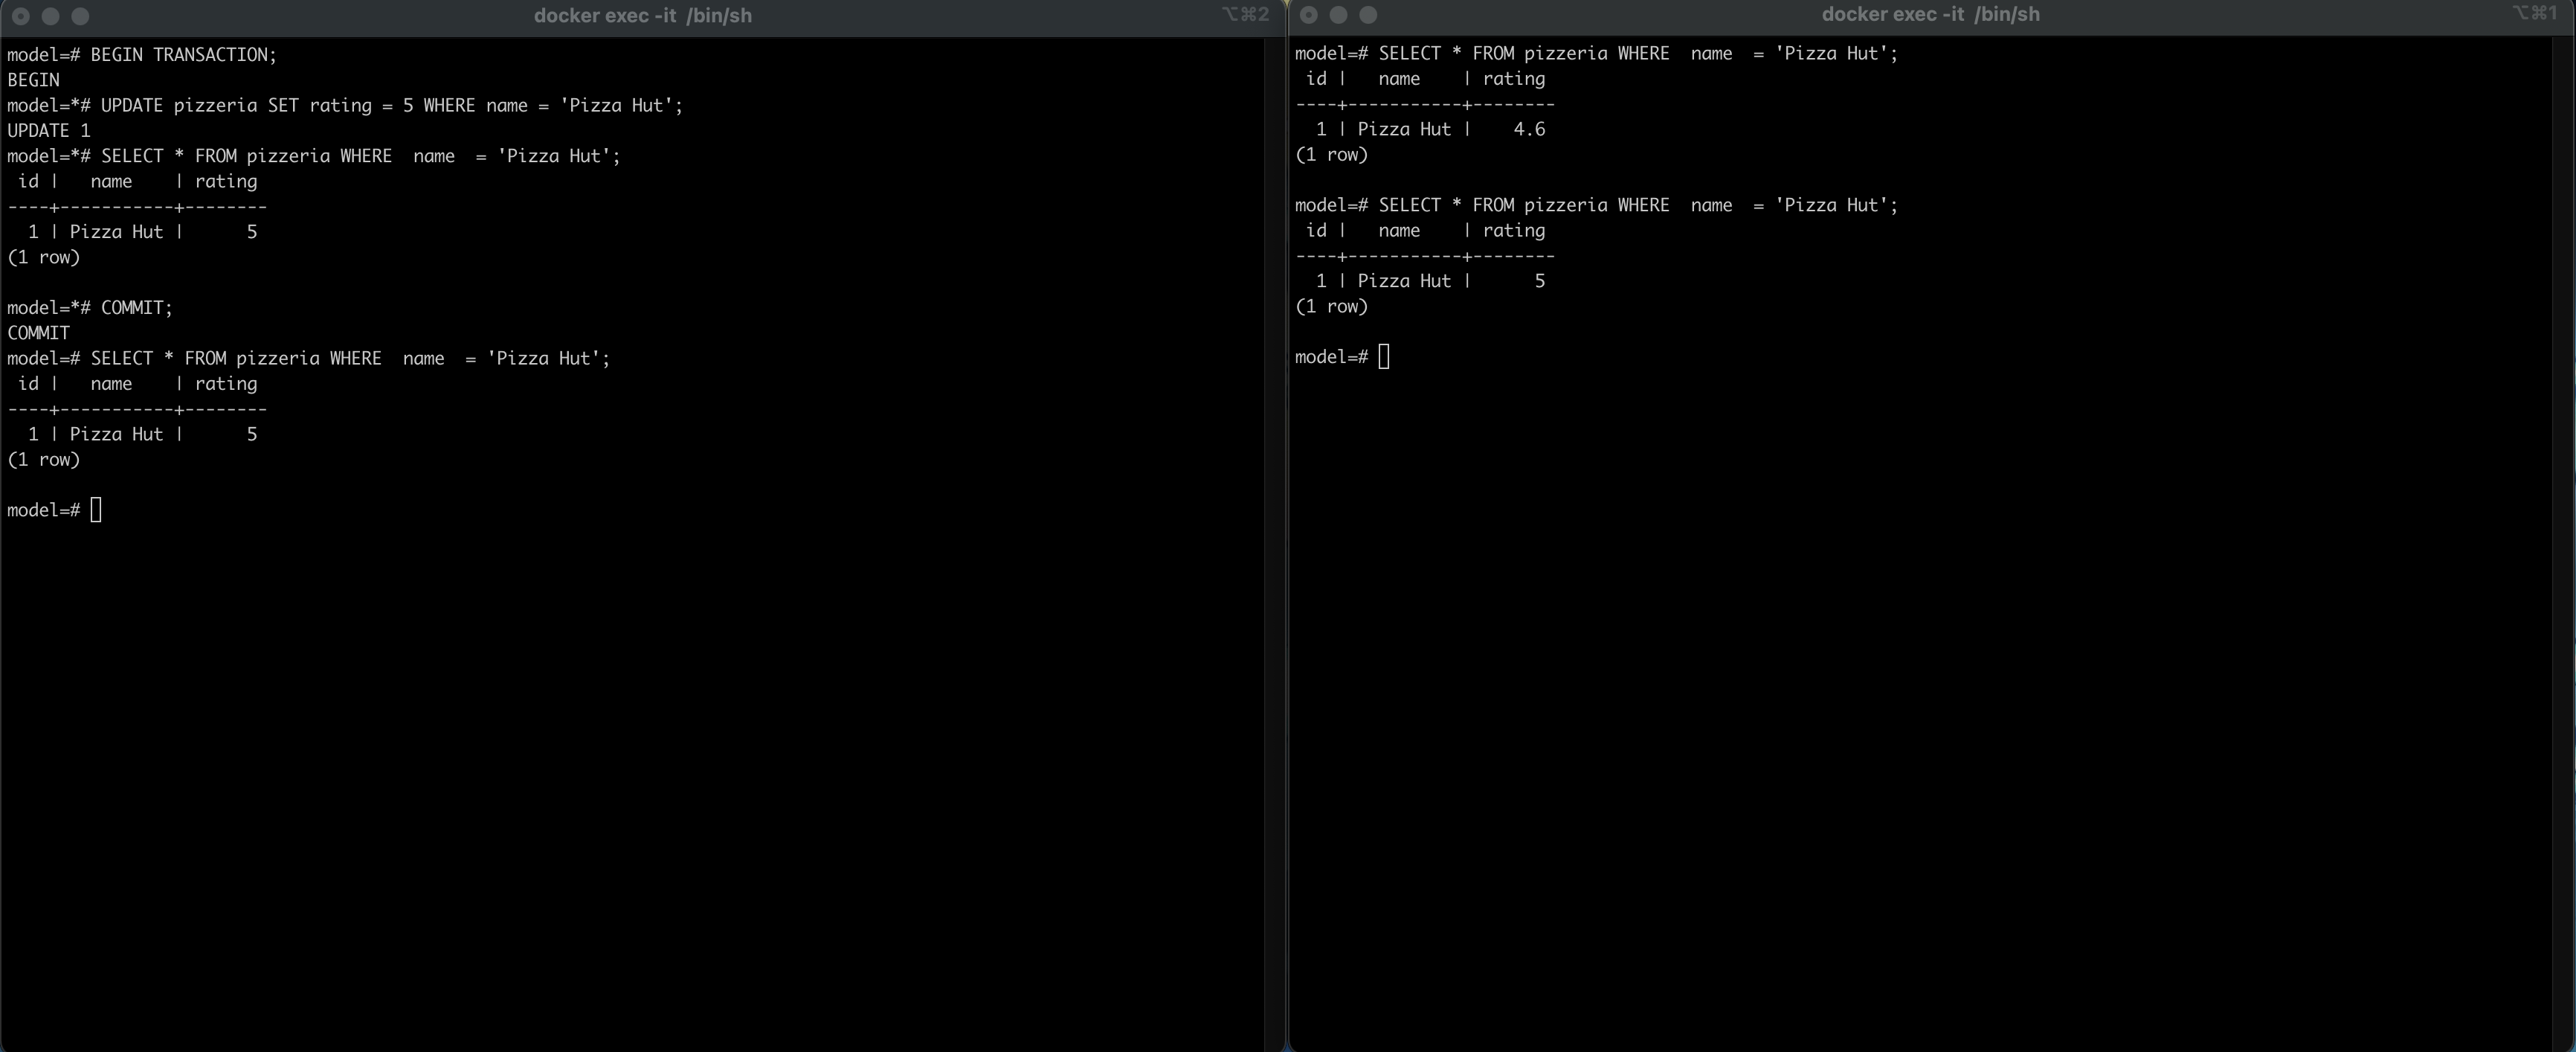 docker exec -it /bin/sh
⌥⌘2
model=# BEGIN TRANSACTION;
BEGIN
model=*# UPDATE pizzeria SET rating = 5 WHERE name = 'Pizza Hut';
UPDATE 1
model=*# SELECT * FROM pizzeria WHERE  name  = 'Pizza Hut';
 id |   name    | rating
----+-----------+--------
  1 | Pizza Hut |      5
(1 row)

model=*# COMMIT;
COMMIT
model=# SELECT * FROM pizzeria WHERE  name  = 'Pizza Hut';
 id |   name    | rating
----+-----------+--------
  1 | Pizza Hut |      5
(1 row)

model=#
docker exec -it /bin/sh
⌥⌘1
model=# SELECT * FROM pizzeria WHERE  name  = 'Pizza Hut';
 id |   name    | rating
----+-----------+--------
  1 | Pizza Hut |    4.6
(1 row)

model=# SELECT * FROM pizzeria WHERE  name  = 'Pizza Hut';
 id |   name    | rating
----+-----------+--------
  1 | Pizza Hut |      5
(1 row)

model=#